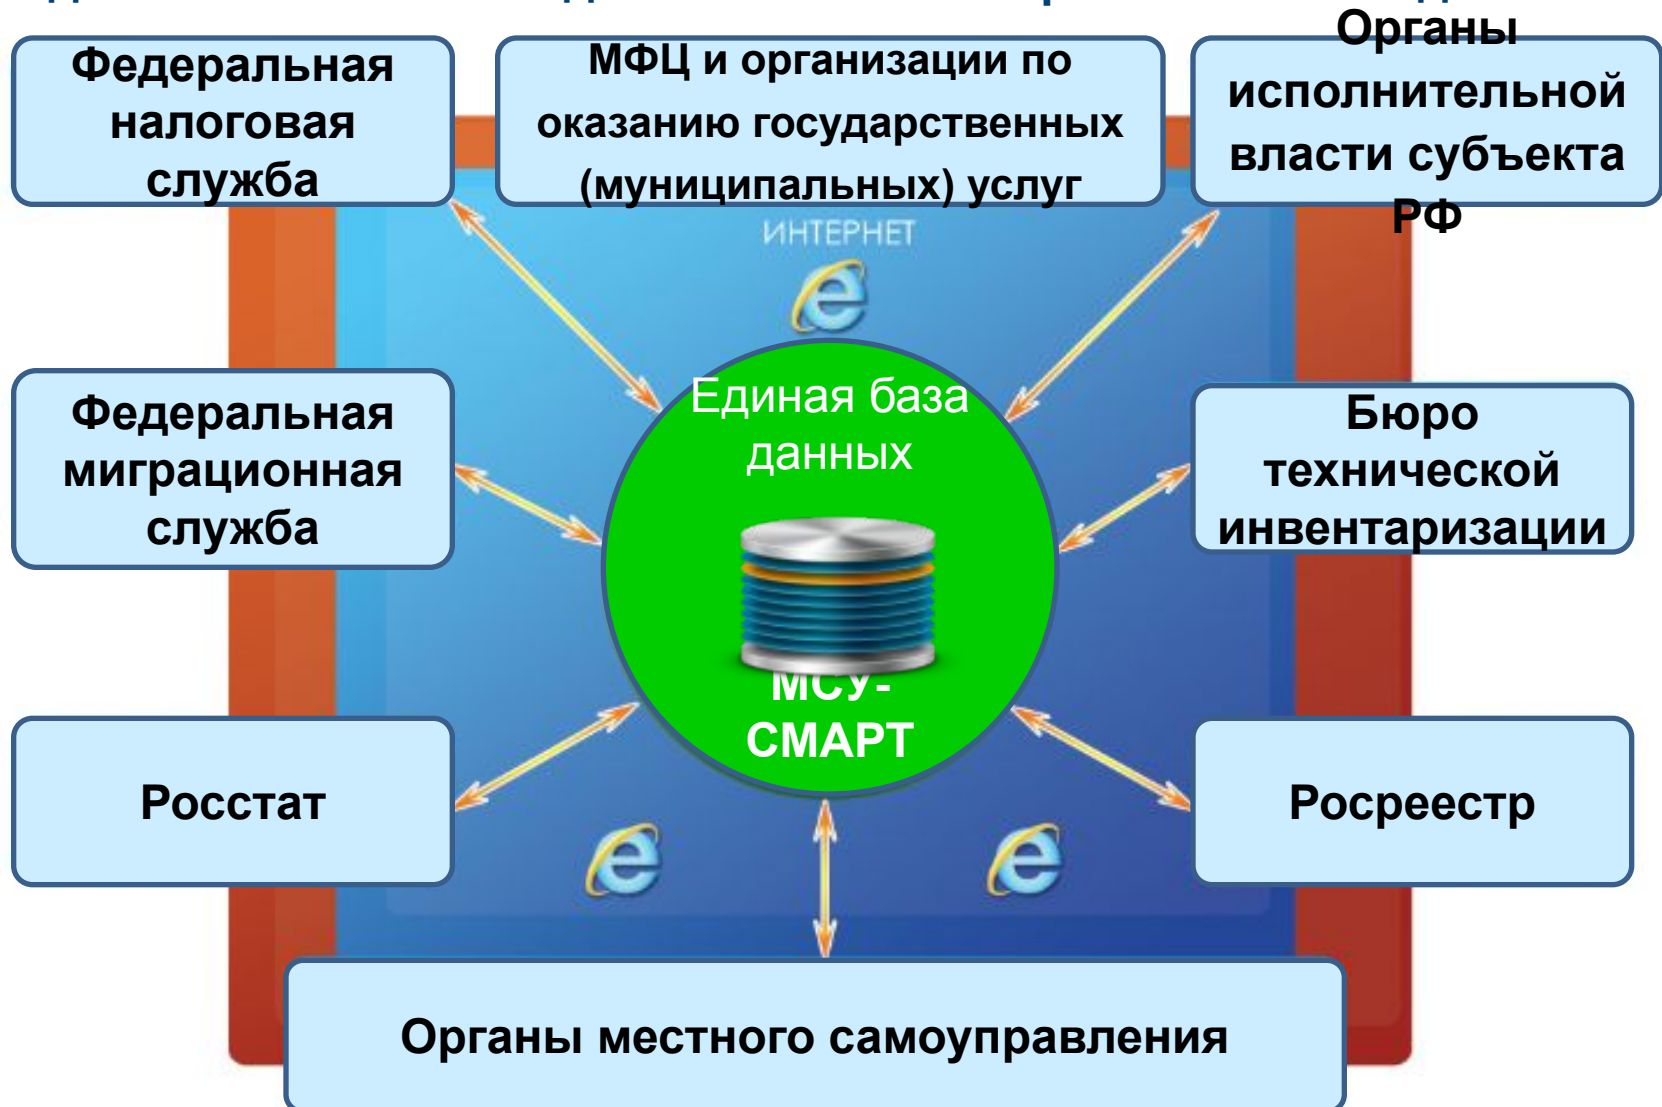 Федеральная
налоговая
служба
МФЦ и организации по
оказанию государственных
(муниципальных) услуг
Органы
исполнительной
власти субъекта
РФ
ИНТЕРНЕТ
Федеральная
миграционная
служба
Единая база
данных
МСУ-
СМАРТ
Бюро
технической
инвентаризации
Росстат
Росреестр
Органы местного самоуправления